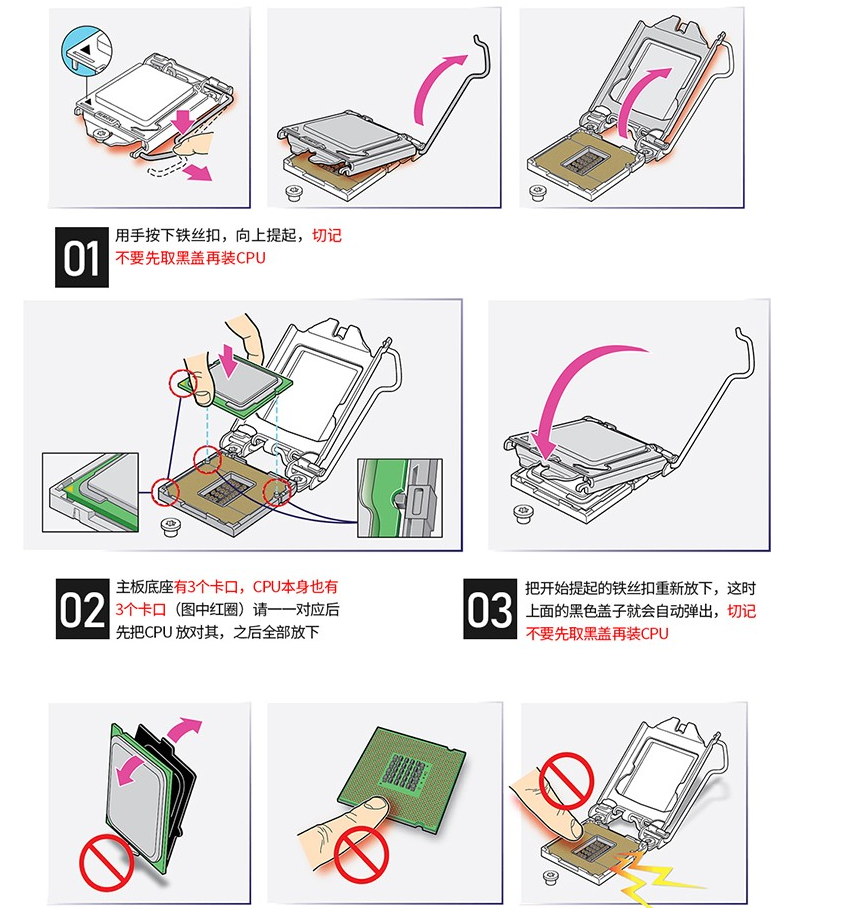 01
用手按下铁丝扣，向上提起，切记
不要先取黑盖再装CPU
02
主板底座有3个卡口，CPU本身也有
3个卡口（图中红圈）请一一对应后
先把CPU 放对其，之后全部放下
03
把开始提起的铁丝扣重新放下，这时
上面的黑色盖子就会自动弹出，切记
不要先取黑盖再装CPU